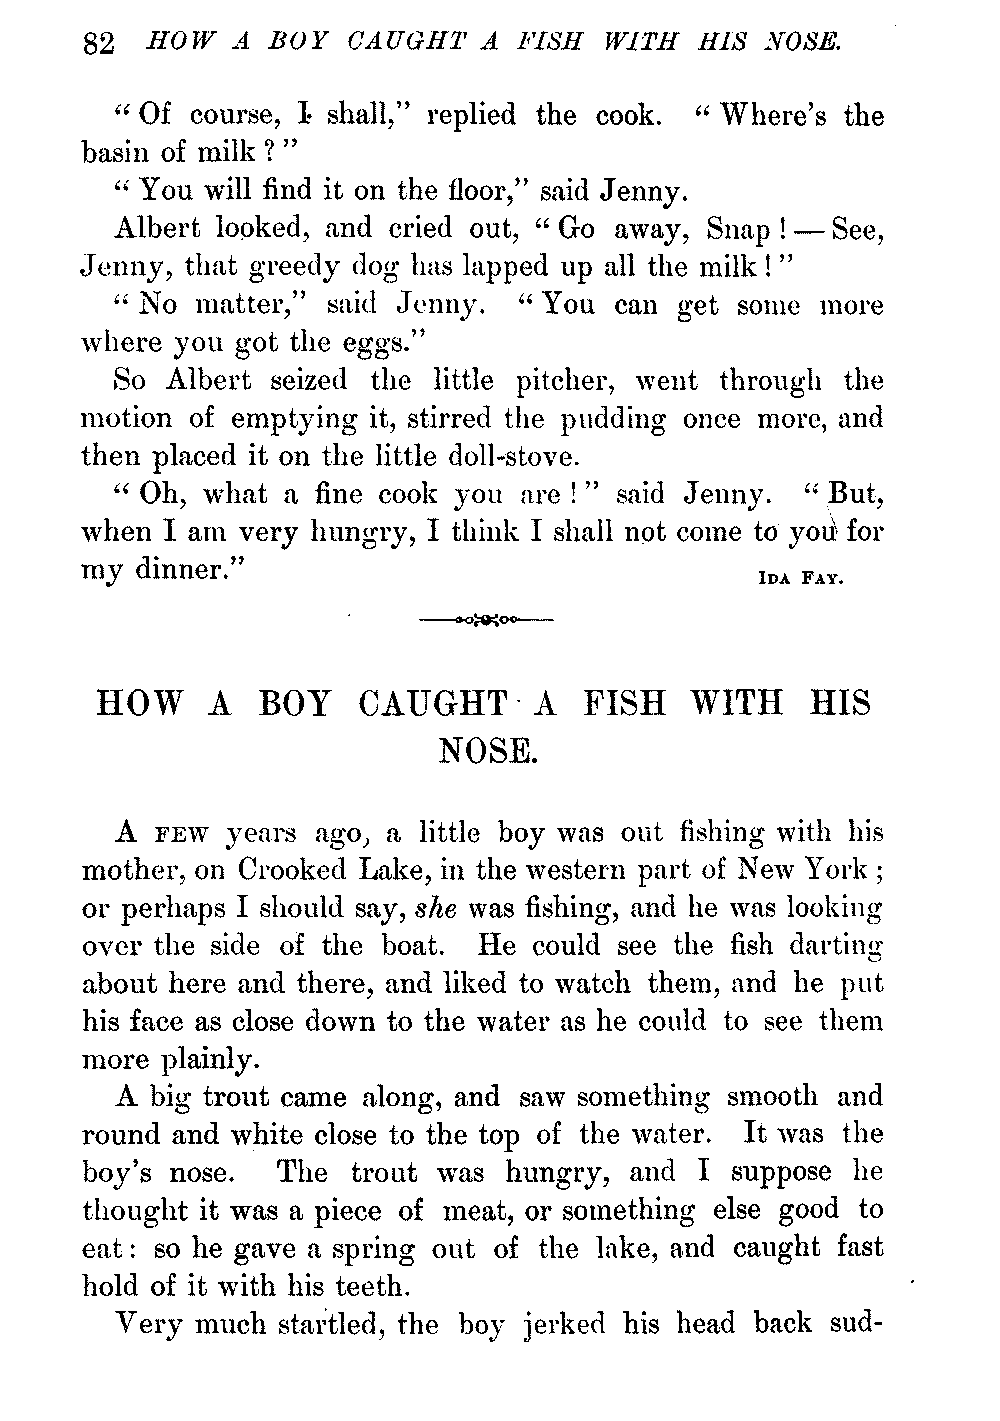 82 HOW A BOY CAUGHT A FISH WITH HIS NOSE.
“ Of course, I shall,” replied the cook. “ Where’s the
basin of milk ? ”
“ You will find it on the floor,” said Jenny.
Albert looked, and cried out, “ Go away, Snap ! — See,
Jenny, that greedy dog has lapped up all the milk ! ”
“ No matter,” said Jenny. “ You can get some more
where you got the eggs.”
So Albert seized the little pitcher, went through the
motion of emptying it, stirred the pudding once more, and
then placed it on the little doll-stove.
“ Oh, what a fine cook you are ! ” said Jenny. “ But,
when I am very hungry, I think I shall not come to you for
my dinner.”
IDA FAY.
HOW A BOY CAUGHT A FISH WITH HIS
NOSE.
A FEW years ago, a little boy was out fishing with his
mother, on Crooked Lake, in the western part of New York ;
or perhaps I should say, she was fishing, and he was looking
over the side of the boat. He could see the fish darting
about here and there, and liked to watch them, and he put
his face as close down to the water as he could to see them
more plainly.
A big trout came along, and saw something smooth and
round and white close to the top of the water. It was the
boy’s nose. The trout was hungry, and I suppose he
thought it was a piece of meat, or something else good to
eat : so he gave a spring out of the lake, and caught fast
hold of it with his teeth.
Very much startled, the boy jerked his head back sud-